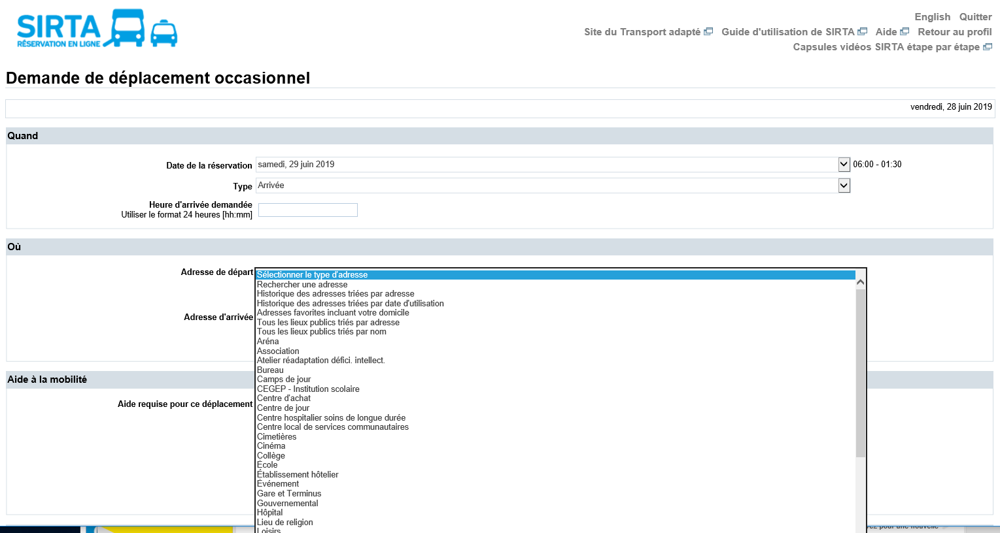 SIRTA
RÉSERVATION EN LIGNE
English Quitter
Site du Transport adapté Guide d'utilisation de SIRTA Aide Retour au profil
Capsules vidéos SIRTA étape par étape
Demande de déplacement occasionnel
vendredi, 28 juin 2019
Quand
Date de la réservation samedi, 29 juin 2019 06:00 - 01:30
Type Arrivée
Heure d'arrivée demandée
Utiliser le format 24 heures [hh:mm]
Où
Adresse de départ
Sélectionner le type d'adresse
Rechercher une adresse
Historique des adresses triées par adresse
Historique des adresses triées par date d'utilisation
Adresses favorites incluant votre domicile
Adresse d'arrivée
Tous les lieux publics triés par adresse
Tous les lieux publics triés par nom
Aréna
Association
Atelier réadaptation défici. intellect.
Bureau
Aide à la mobilité
Camps de jour
CEGEP - Institution scolaire
Centre d'achat
Aide requise pour ce déplacement
Centre de jour
Centre hospitalier soins de longue durée
Centre local de services communautaires
Cimetières
Cinéma
Collège
École
Établissement hôtelier
Événement
Gare et Terminus
Gouvernemental
Hôpital
Lieu de religion
Loisirs
pour une nouvelle